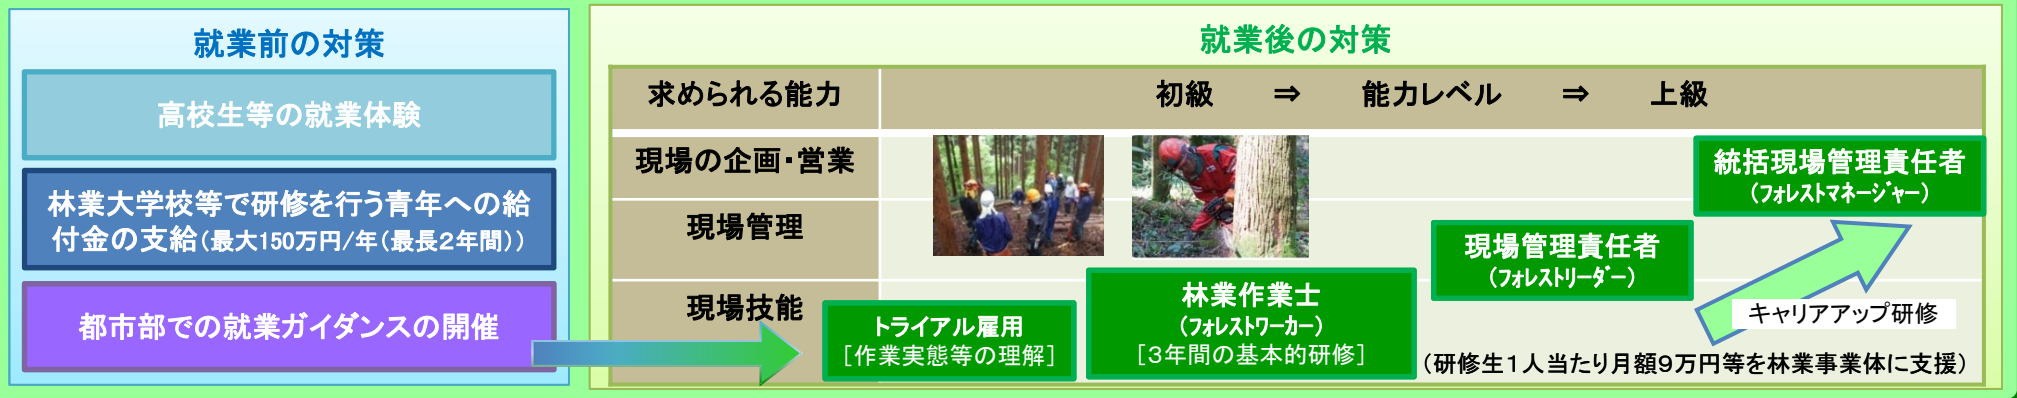 就業前の対策
高校生等の就業体験
林業大学校等で研修を行う青年への給
付金の支給(最大150万円/年(最長2年間))
都市部での就業ガイダンスの開催
就業後の対策
求められる能力
初級 ⇒ 能力レベル ⇒ 上級
現場の企画・営業
現場管理
現場技能
トライアル雇用
[作業実態等の理解]
林業作業士
(フォレストワーカー)
[3年間の基本的研修]
現場管理責任者
(フォレストリーダー)
統括現場管理責任者
(フォレストマネージャー)
キャリアアップ研修
(研修生1人当たり月額9万円等を林業事業体に支援)